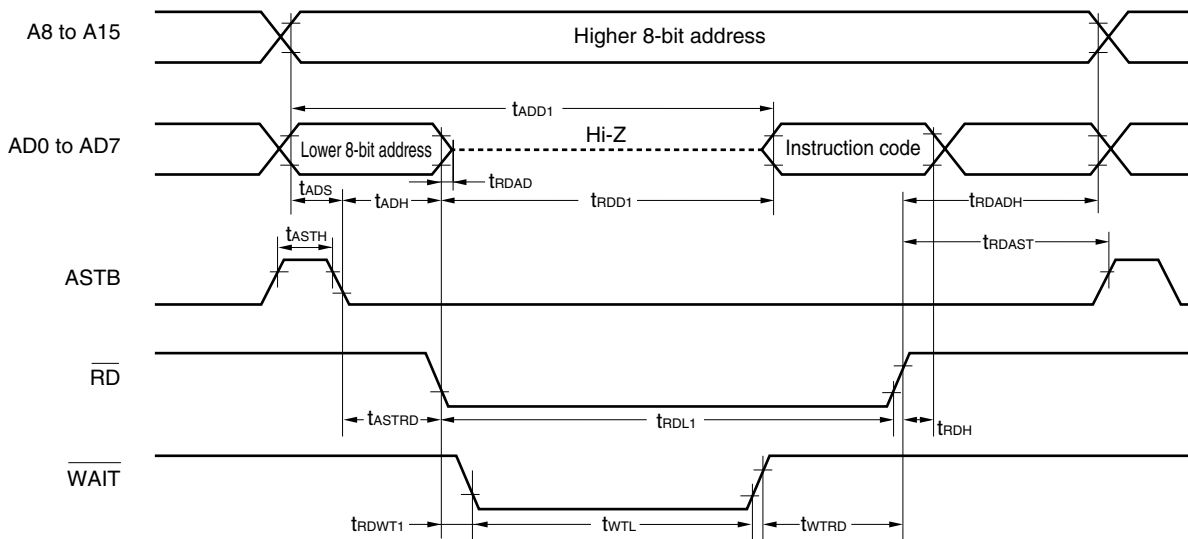 A8 to A15
Higher 8-bit address
tADD1
AD0 to AD7
Lower 8-bit address
Hi-Z
Instruction code
tRDAD
tADS
tADH
tRDD1
tRDADH
tASTH
tRDAST
ASTB
RD
tASTRD
tRDL1
tRDH
WAIT
tRDWT1
tWTL
tWTRD